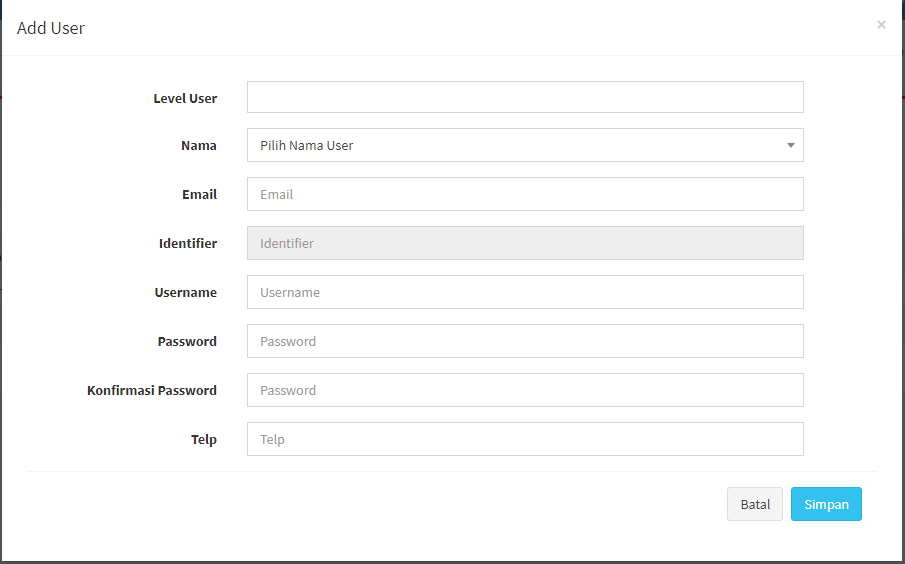 Add User
×
Level User
Nama
Pilih Nama User
Email
Email
Identifier
Identifier
Username
Username
Password
Password
Konfirmasi Password
Password
Telp
Telp
Batal
Simpan